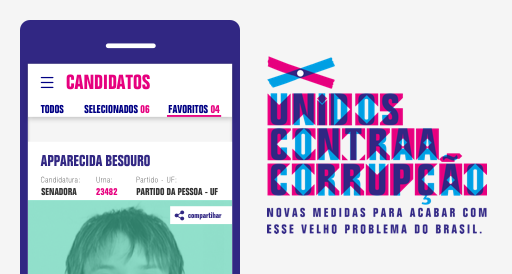 CANDIDATOS
TODOS SELECIONADOS 06 FAVORITOS 04
APARECIDA BESOURO
Candidatura: Urna: Partido - UF:
SENADORA 23482 PARTIDO DA PESSOA - UF
compartilhar
UNIDOS
CONTRA A
CORRUPÇÃO
NOVAS MEDIDAS PARA ACABAR COM
ESSE VELHO PROBLEMA DO BRASIL.